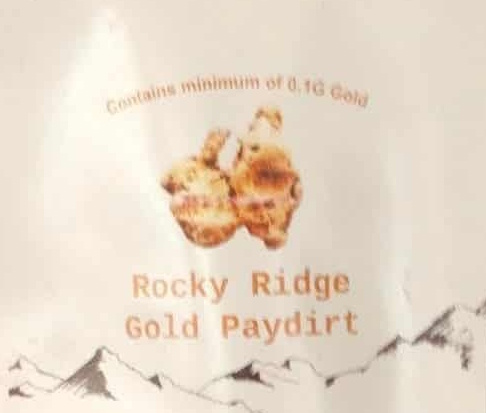 Contains minimum of 0.1G Gold
Rocky Ridge
Gold Paydirt